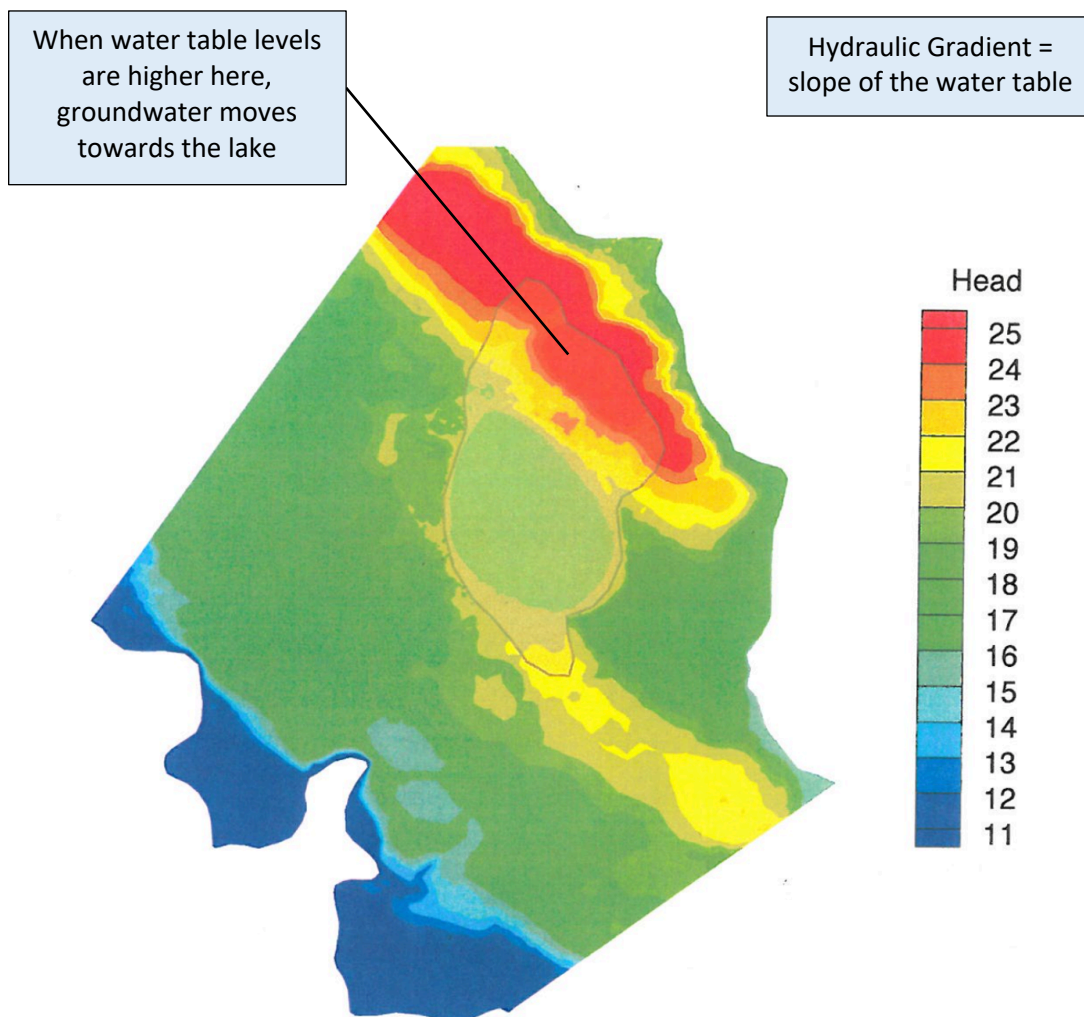 When water table levels
are higher here,
groundwater moves
towards the lake
Hydraulic Gradient =
slope of the water table
Head
25
24
23
22
21
20
19
18
17
16
15
14
13
12
11